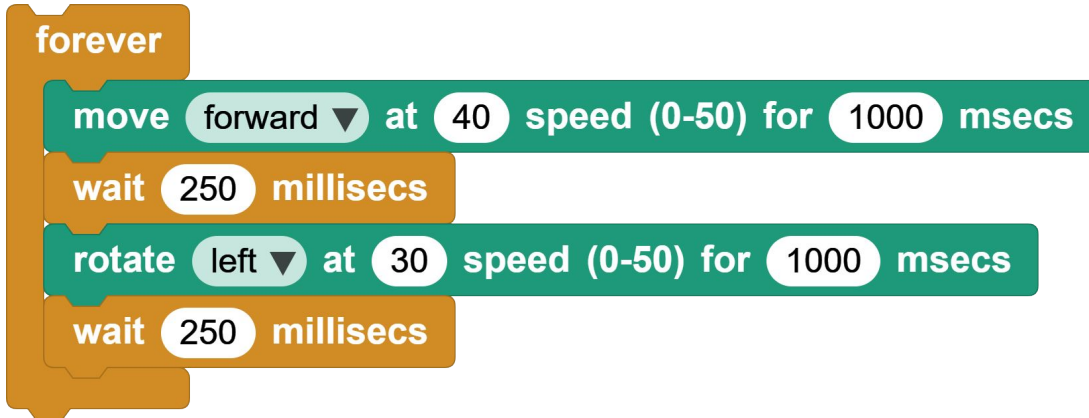 forever
move forward at 40 speed (0-50) for 1000 msecs
wait 250 millisecs
rotate left at 30 speed (0-50) for 1000 msecs
wait 250 millisecs